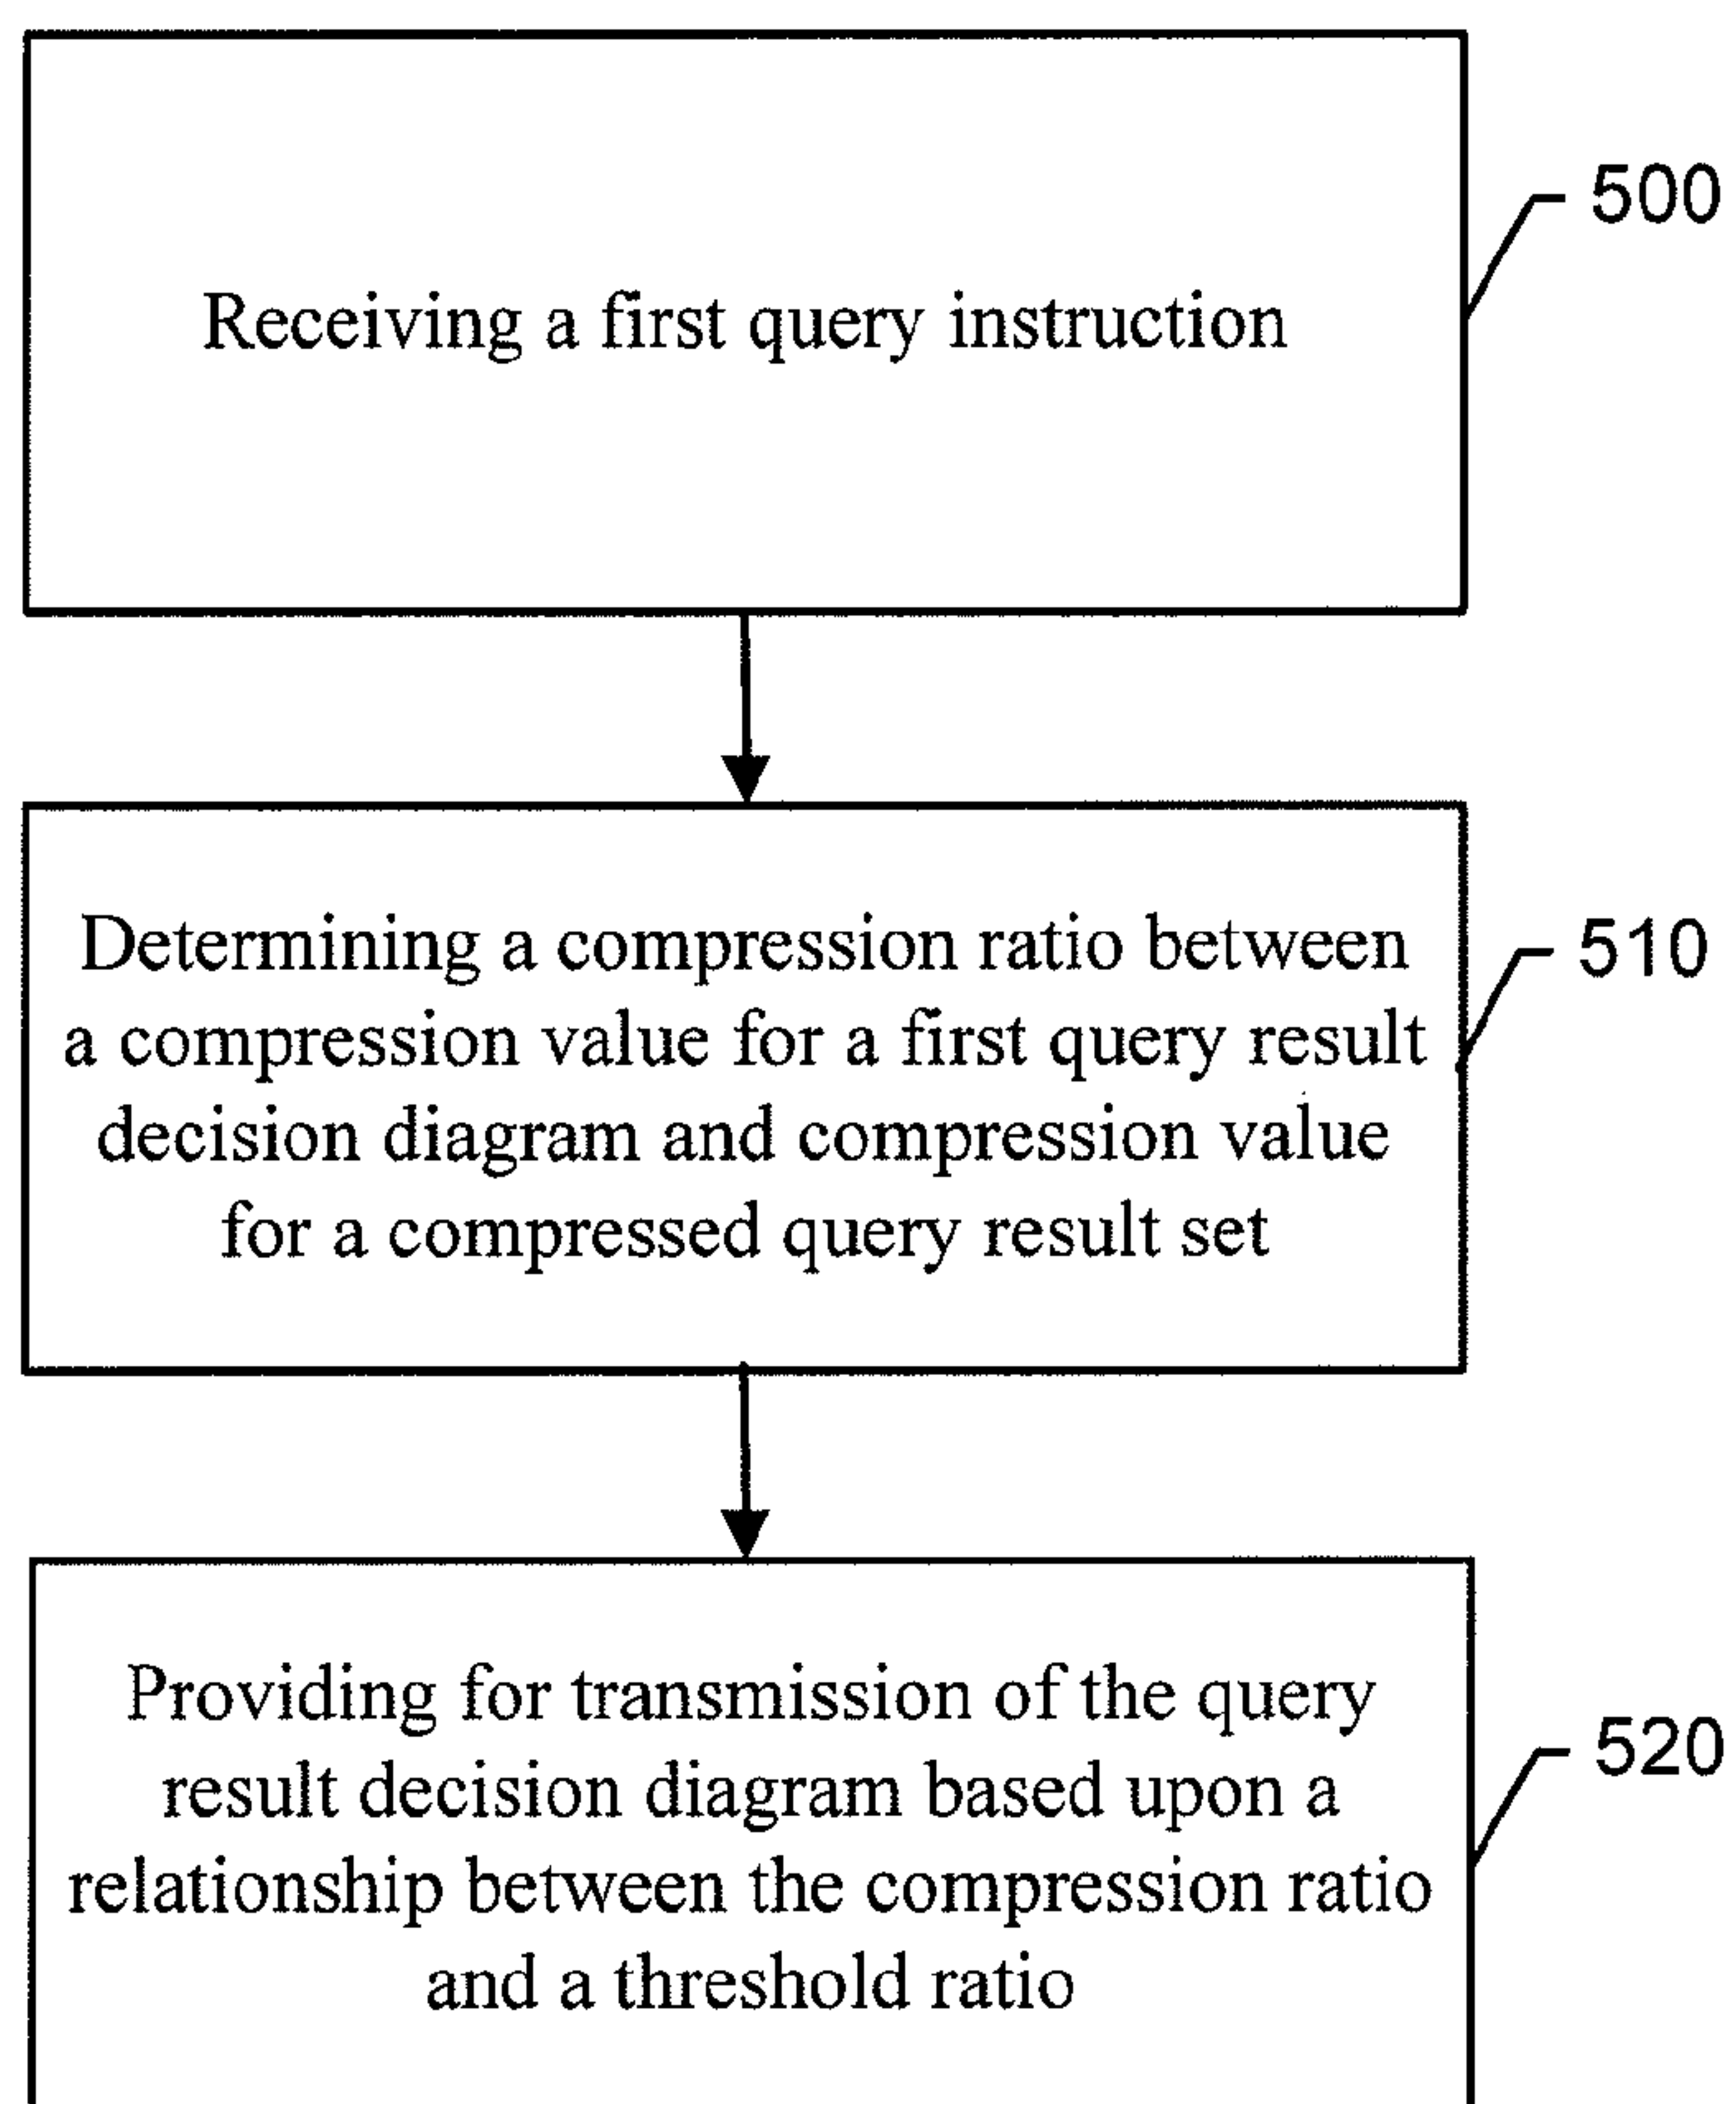 Receiving a first query instruction
500
Determining a compression ratio between
a compression value for a first query result
decision diagram and compression value
for a compressed query result set
510
Providing for transmission of the query
result decision diagram based upon a
relationship between the compression ratio
and a threshold ratio
520